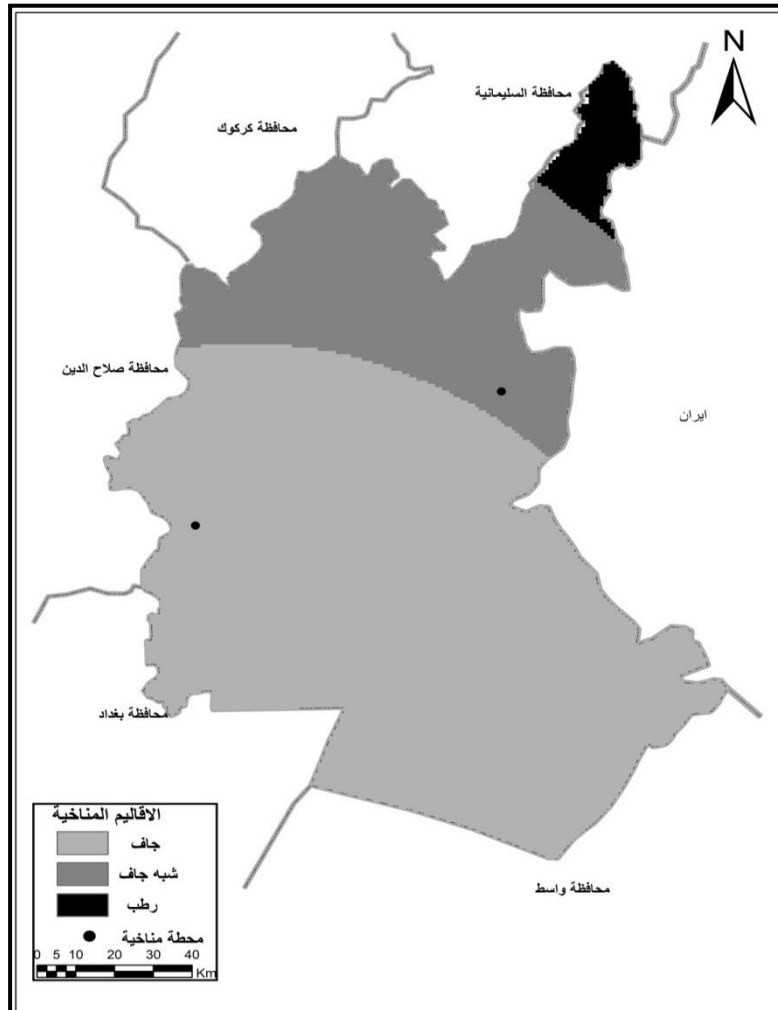 N
محافظة السليمانية
محافظة كركوك
محافظة صلاح الدين
ايران
محافظة بغداد
محافظة واسط
الاقاليم المناخية
جاف
شبه جاف
رطب
محطة مناخية
0 5 10 20 30 40
Km